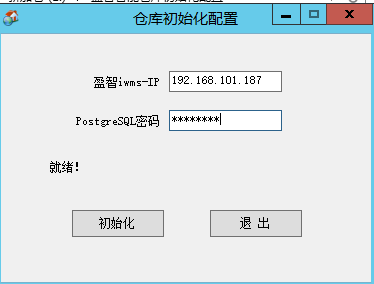 仓库初始化配置
盈智iwms-IP 192.168.101.187
PostgreSQL密码 ********
就绪!
初始化 退 出